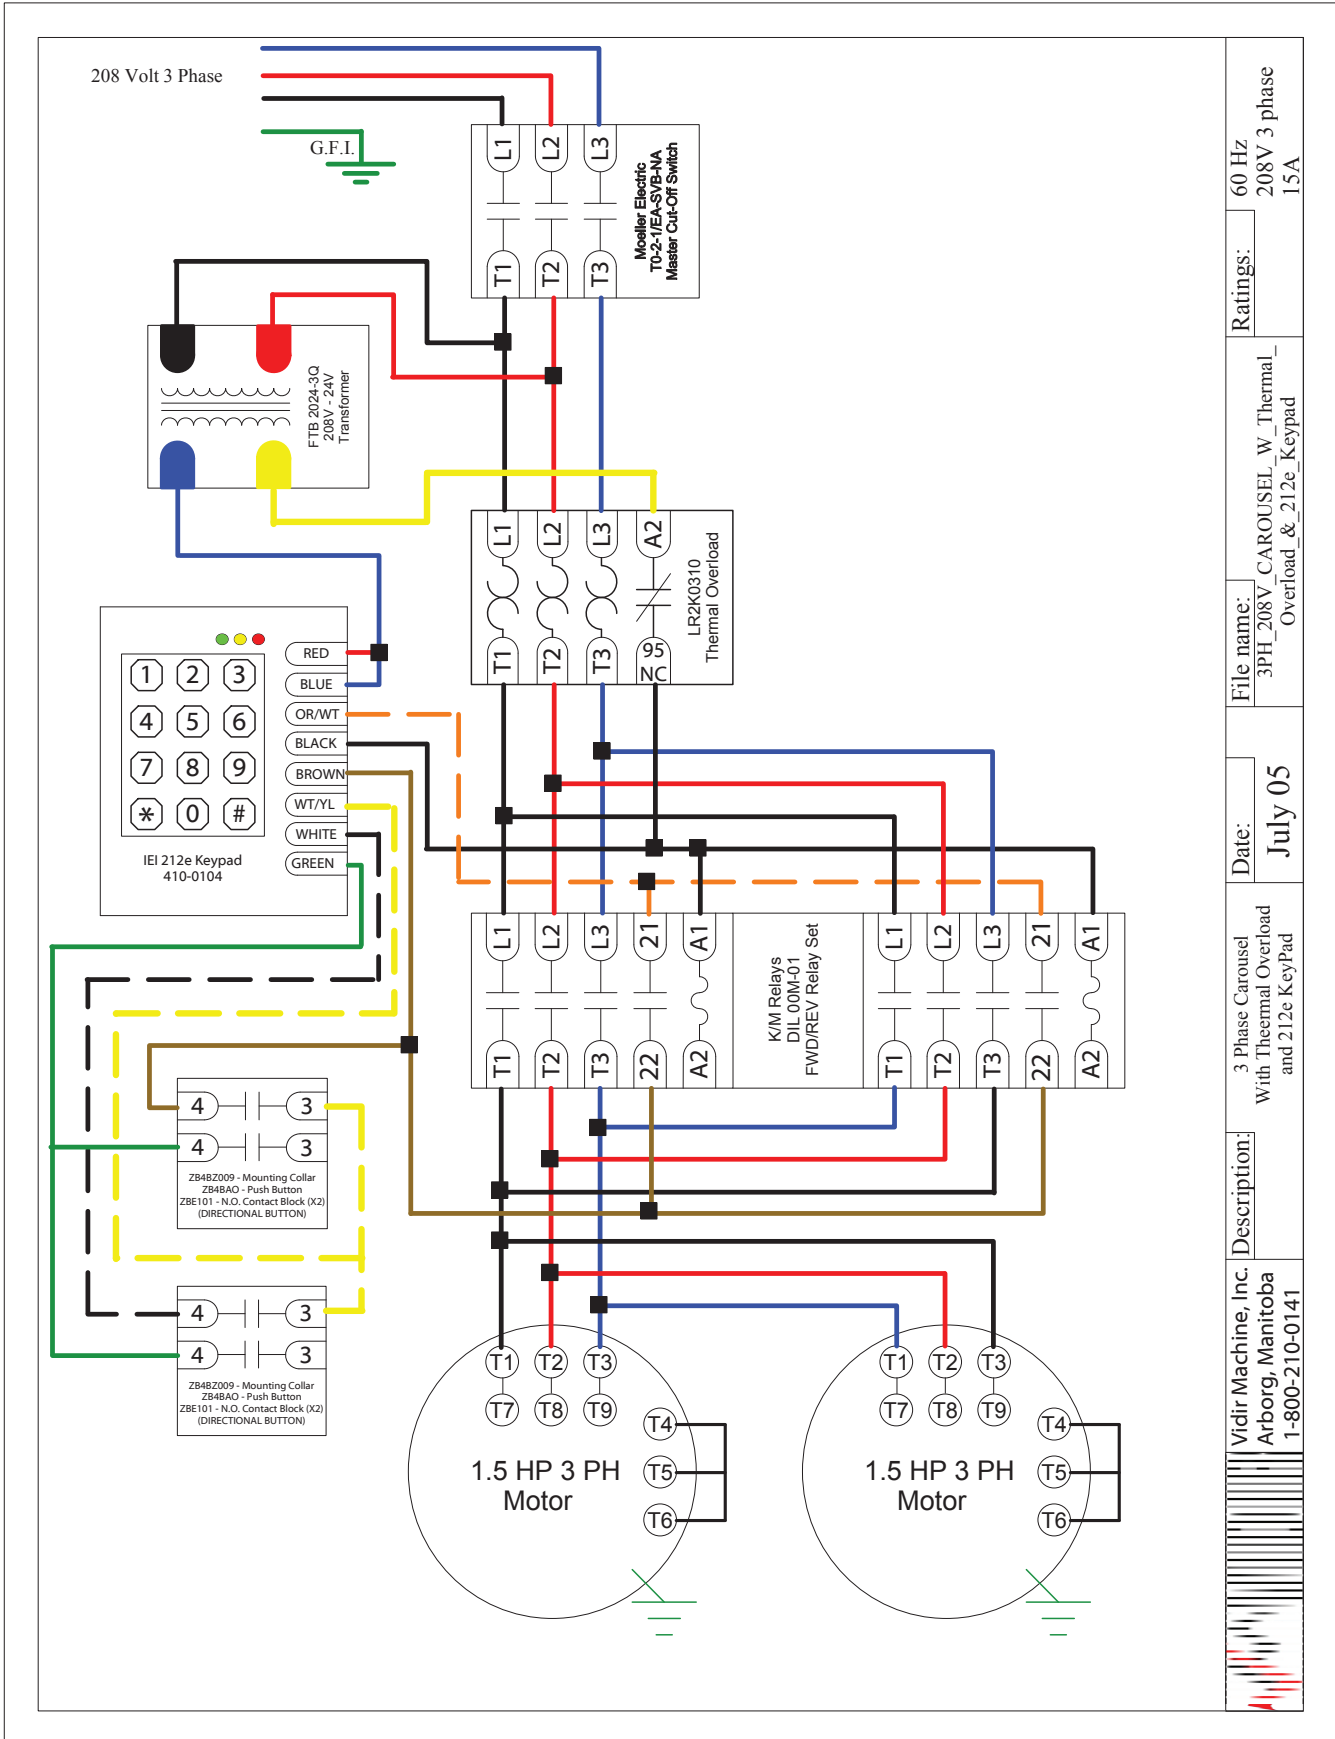 208 Volt 3 Phase
G.F.I.
L1
L2
L3
T1
T2
T3
Moeller Electric
T0-2-1/EA-SVB-NA
Master Cut-Off Switch
FTB 2024-3Q
208V - 24V
Transformer
L1
L2
L3
A2
T1
T2
T3
95
NC
LR2K0310
Thermal Overload
1
2
3
4
5
6
7
8
9
*
0
#
IEI 212e Keypad
410-0104
RED
BLUE
OR/WT
BLACK
BROWN
WT/YL
WHITE
GREEN
L1
L2
L3
21
A1
T1
T2
T3
22
A2
K/M Relays
DIL 00M-01
FWD/REV Relay Set
L1
L2
L3
21
A1
T1
T2
T3
22
A2
4
3
4
3
ZB4BZ009 - Mounting Collar
ZB4BAO - Push Button
ZBE101 - N.O. Contact Block (X2)
(DIRECTIONAL BUTTON)
4
3
4
3
ZB4BZ009 - Mounting Collar
ZB4BAO - Push Button
ZBE101 - N.O. Contact Block (X2)
(DIRECTIONAL BUTTON)
T1
T2
T3
T7
T8
T9
T4
T5
T6
1.5 HP 3 PH
Motor
T1
T2
T3
T7
T8
T9
T4
T5
T6
1.5 HP 3 PH
Motor
Vidir Machine, Inc.
Arborg, Manitoba
1-800-210-0141
Description:
3 Phase Carousel
With Theermal Overload
and 212e KeyPad
Date:
July 05
File name:
3PH_208V_CAROUSEL_W_Thermal_
Overload_&_212e_Keypad
Ratings:
60 Hz
208V 3 phase
15A